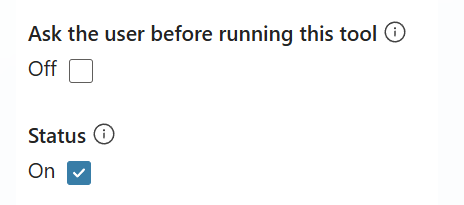 Ask the user before running this tool
Off
Status
On